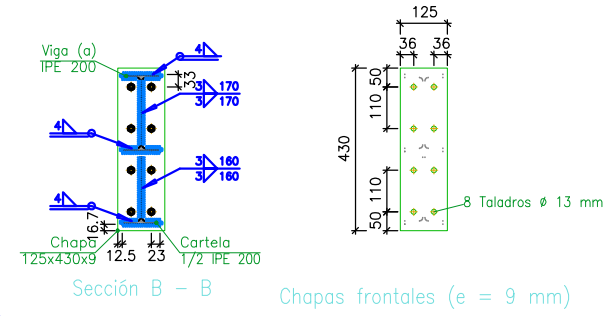 Viga (a)
IPE 200
4
33
3 170
3 170
4
3 160
3 160
4
16.7
Chapa
125x430x9
12.5
23
Cartela
1/2 IPE 200
Sección B - B
125
36
36
50
110
430
110
50
8 Taladros ø 13 mm
Chapas frontales (e = 9 mm)